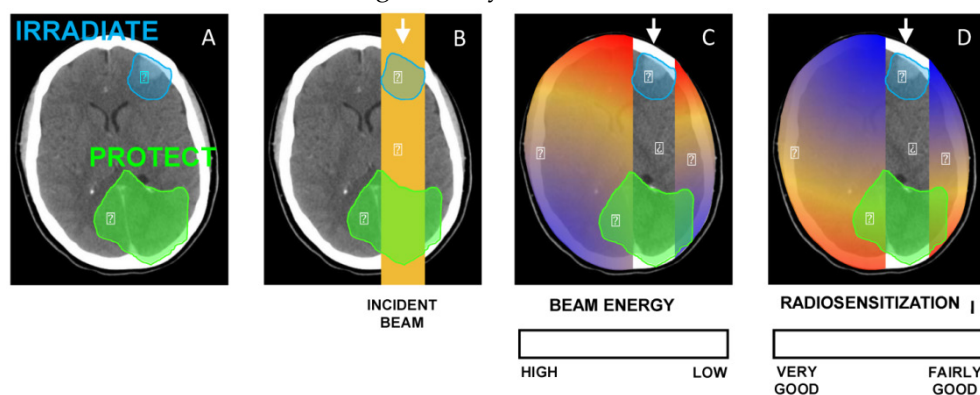 IRRADIATE
A
PROTECT
B
INCIDENT
BEAM
C
BEAM ENERGY
HIGH LOW
D
RADIOSENSITIZATION I
VERY
GOOD
FAIRLY
GOOD